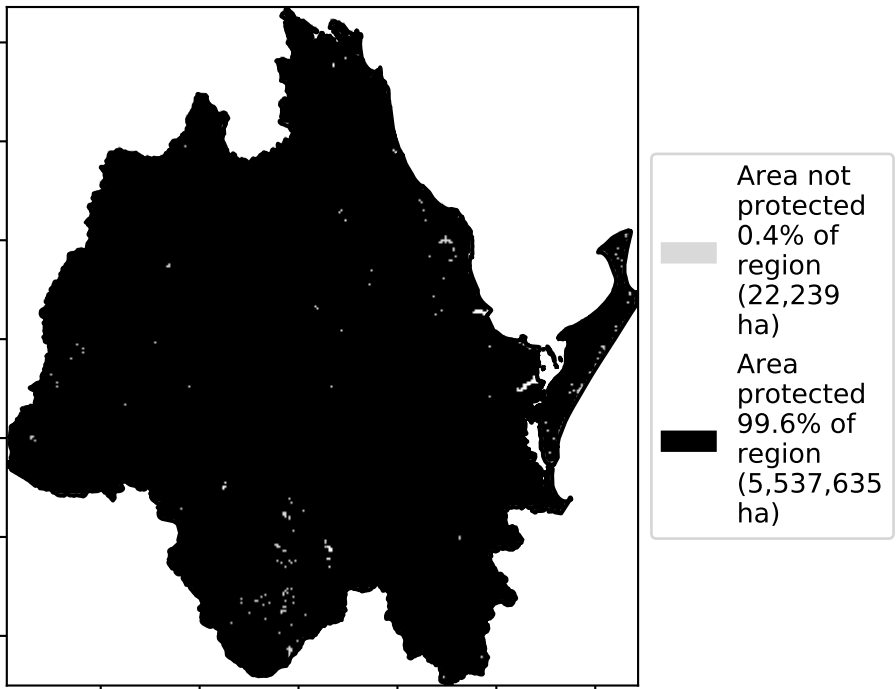 Area not
protected
0.4% of
region
(22,239
ha)
Area
protected
99.6% of
region
(5,537,635
ha)